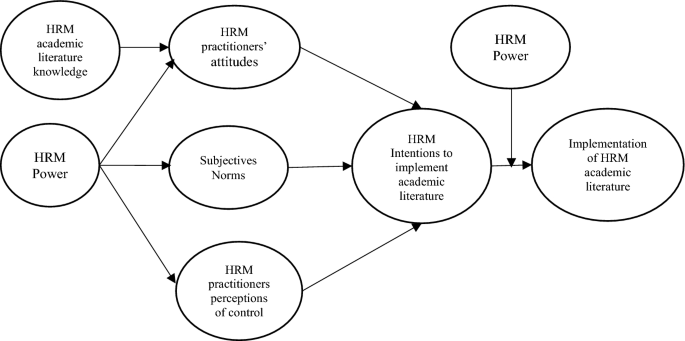 HRM
academic
literature
knowledge
HRM
practitioners’
attitudes
HRM
Power
HRM
Power
Subjectives
Norms
HRM
Intentions to
implement
academic
literature
Implementation
of HRM
academic
literature
HRM
practitioners
perceptions
of control